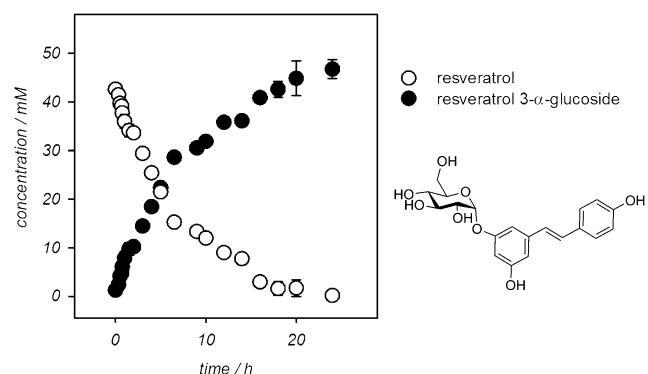 50
40
30
20
10
0
concentration / mM
0
10
20
time / h
resveratrol
resveratrol 3-α-glucoside
OH
HO
O
HO
HO
OH
O
OH
HO